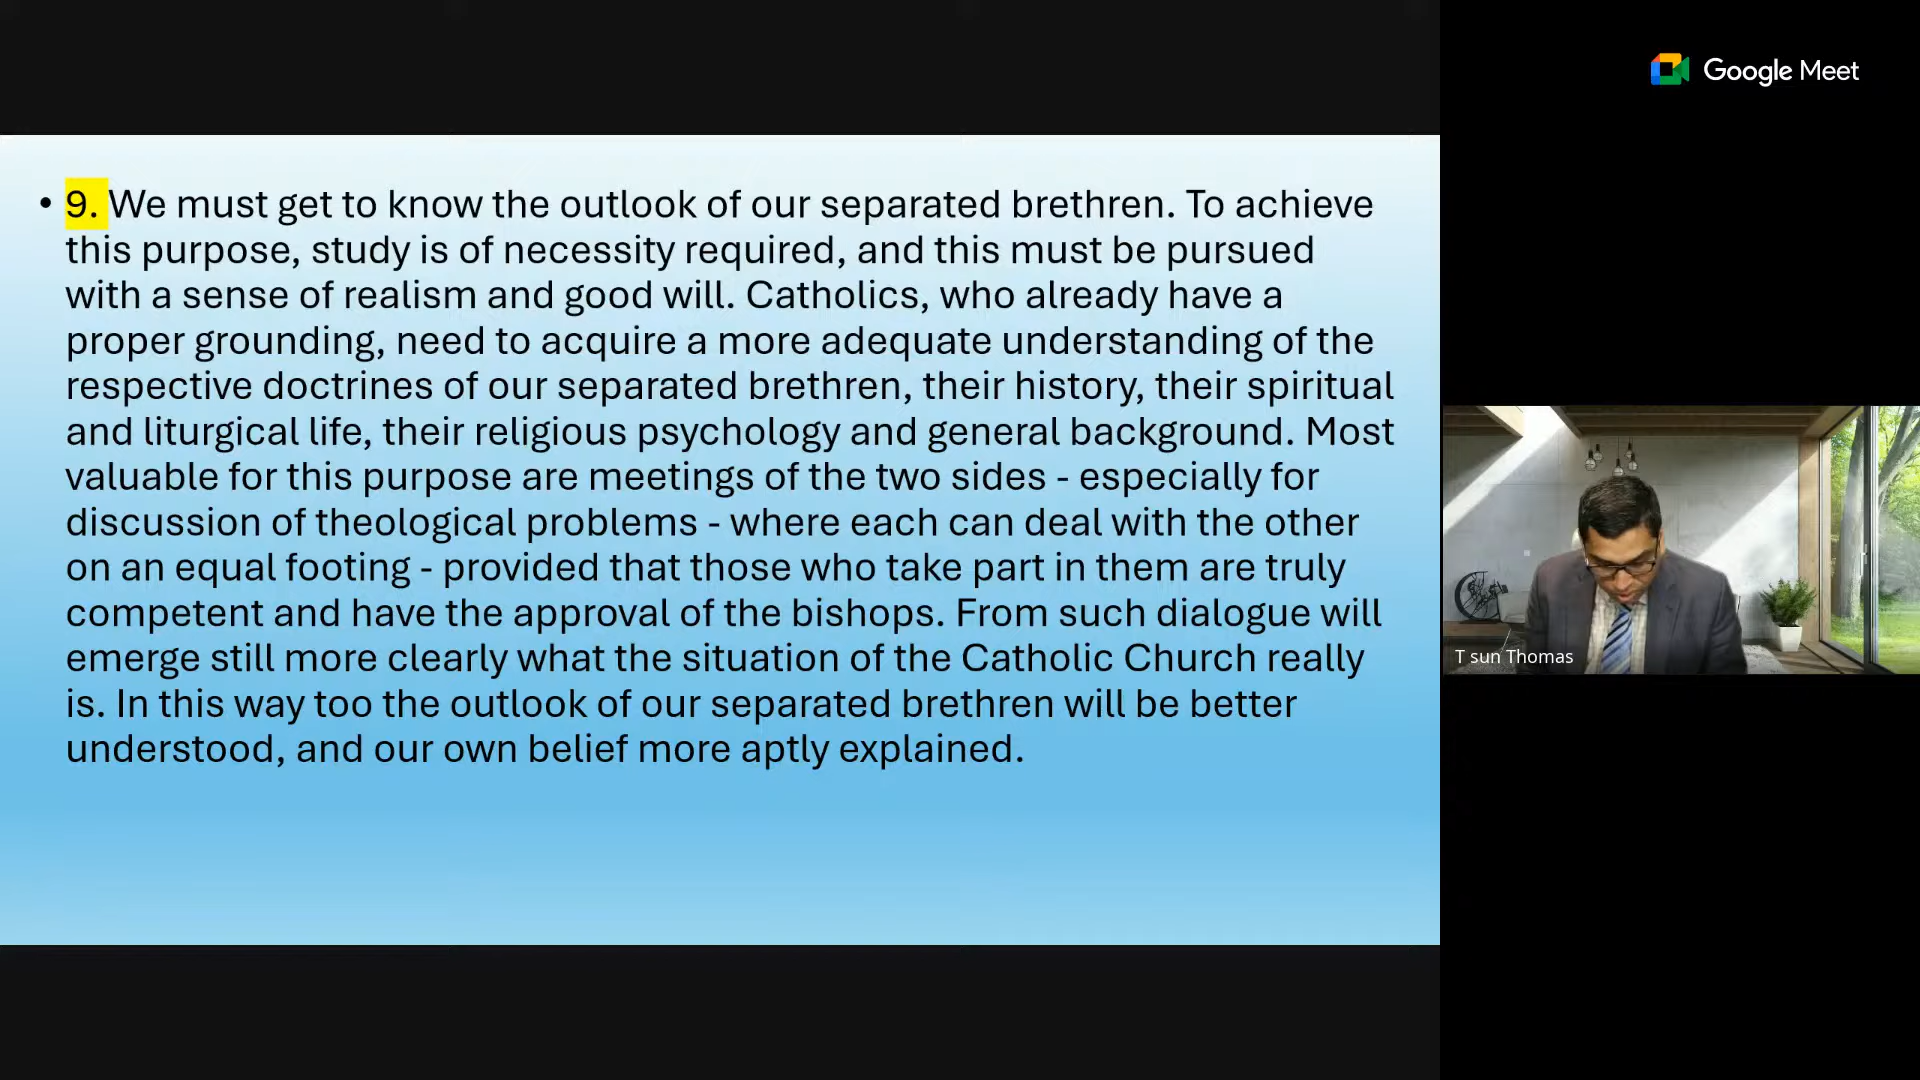 Google Meet
• 9. We must get to know the outlook of our separated brethren. To achieve
this purpose, study is of necessity required, and this must be pursued
with a sense of realism and good will. Catholics, who already have a
proper grounding, need to acquire a more adequate understanding of the
respective doctrines of our separated brethren, their history, their spiritual
and liturgical life, their religious psychology and general background. Most
valuable for this purpose are meetings of the two sides - especially for
discussion of theological problems - where each can deal with the other
on an equal footing - provided that those who take part in them are truly
competent and have the approval of the bishops. From such dialogue will
emerge still more clearly what the situation of the Catholic Church really
is. In this way too the outlook of our separated brethren will be better
understood, and our own belief more aptly explained.
T sun Thomas